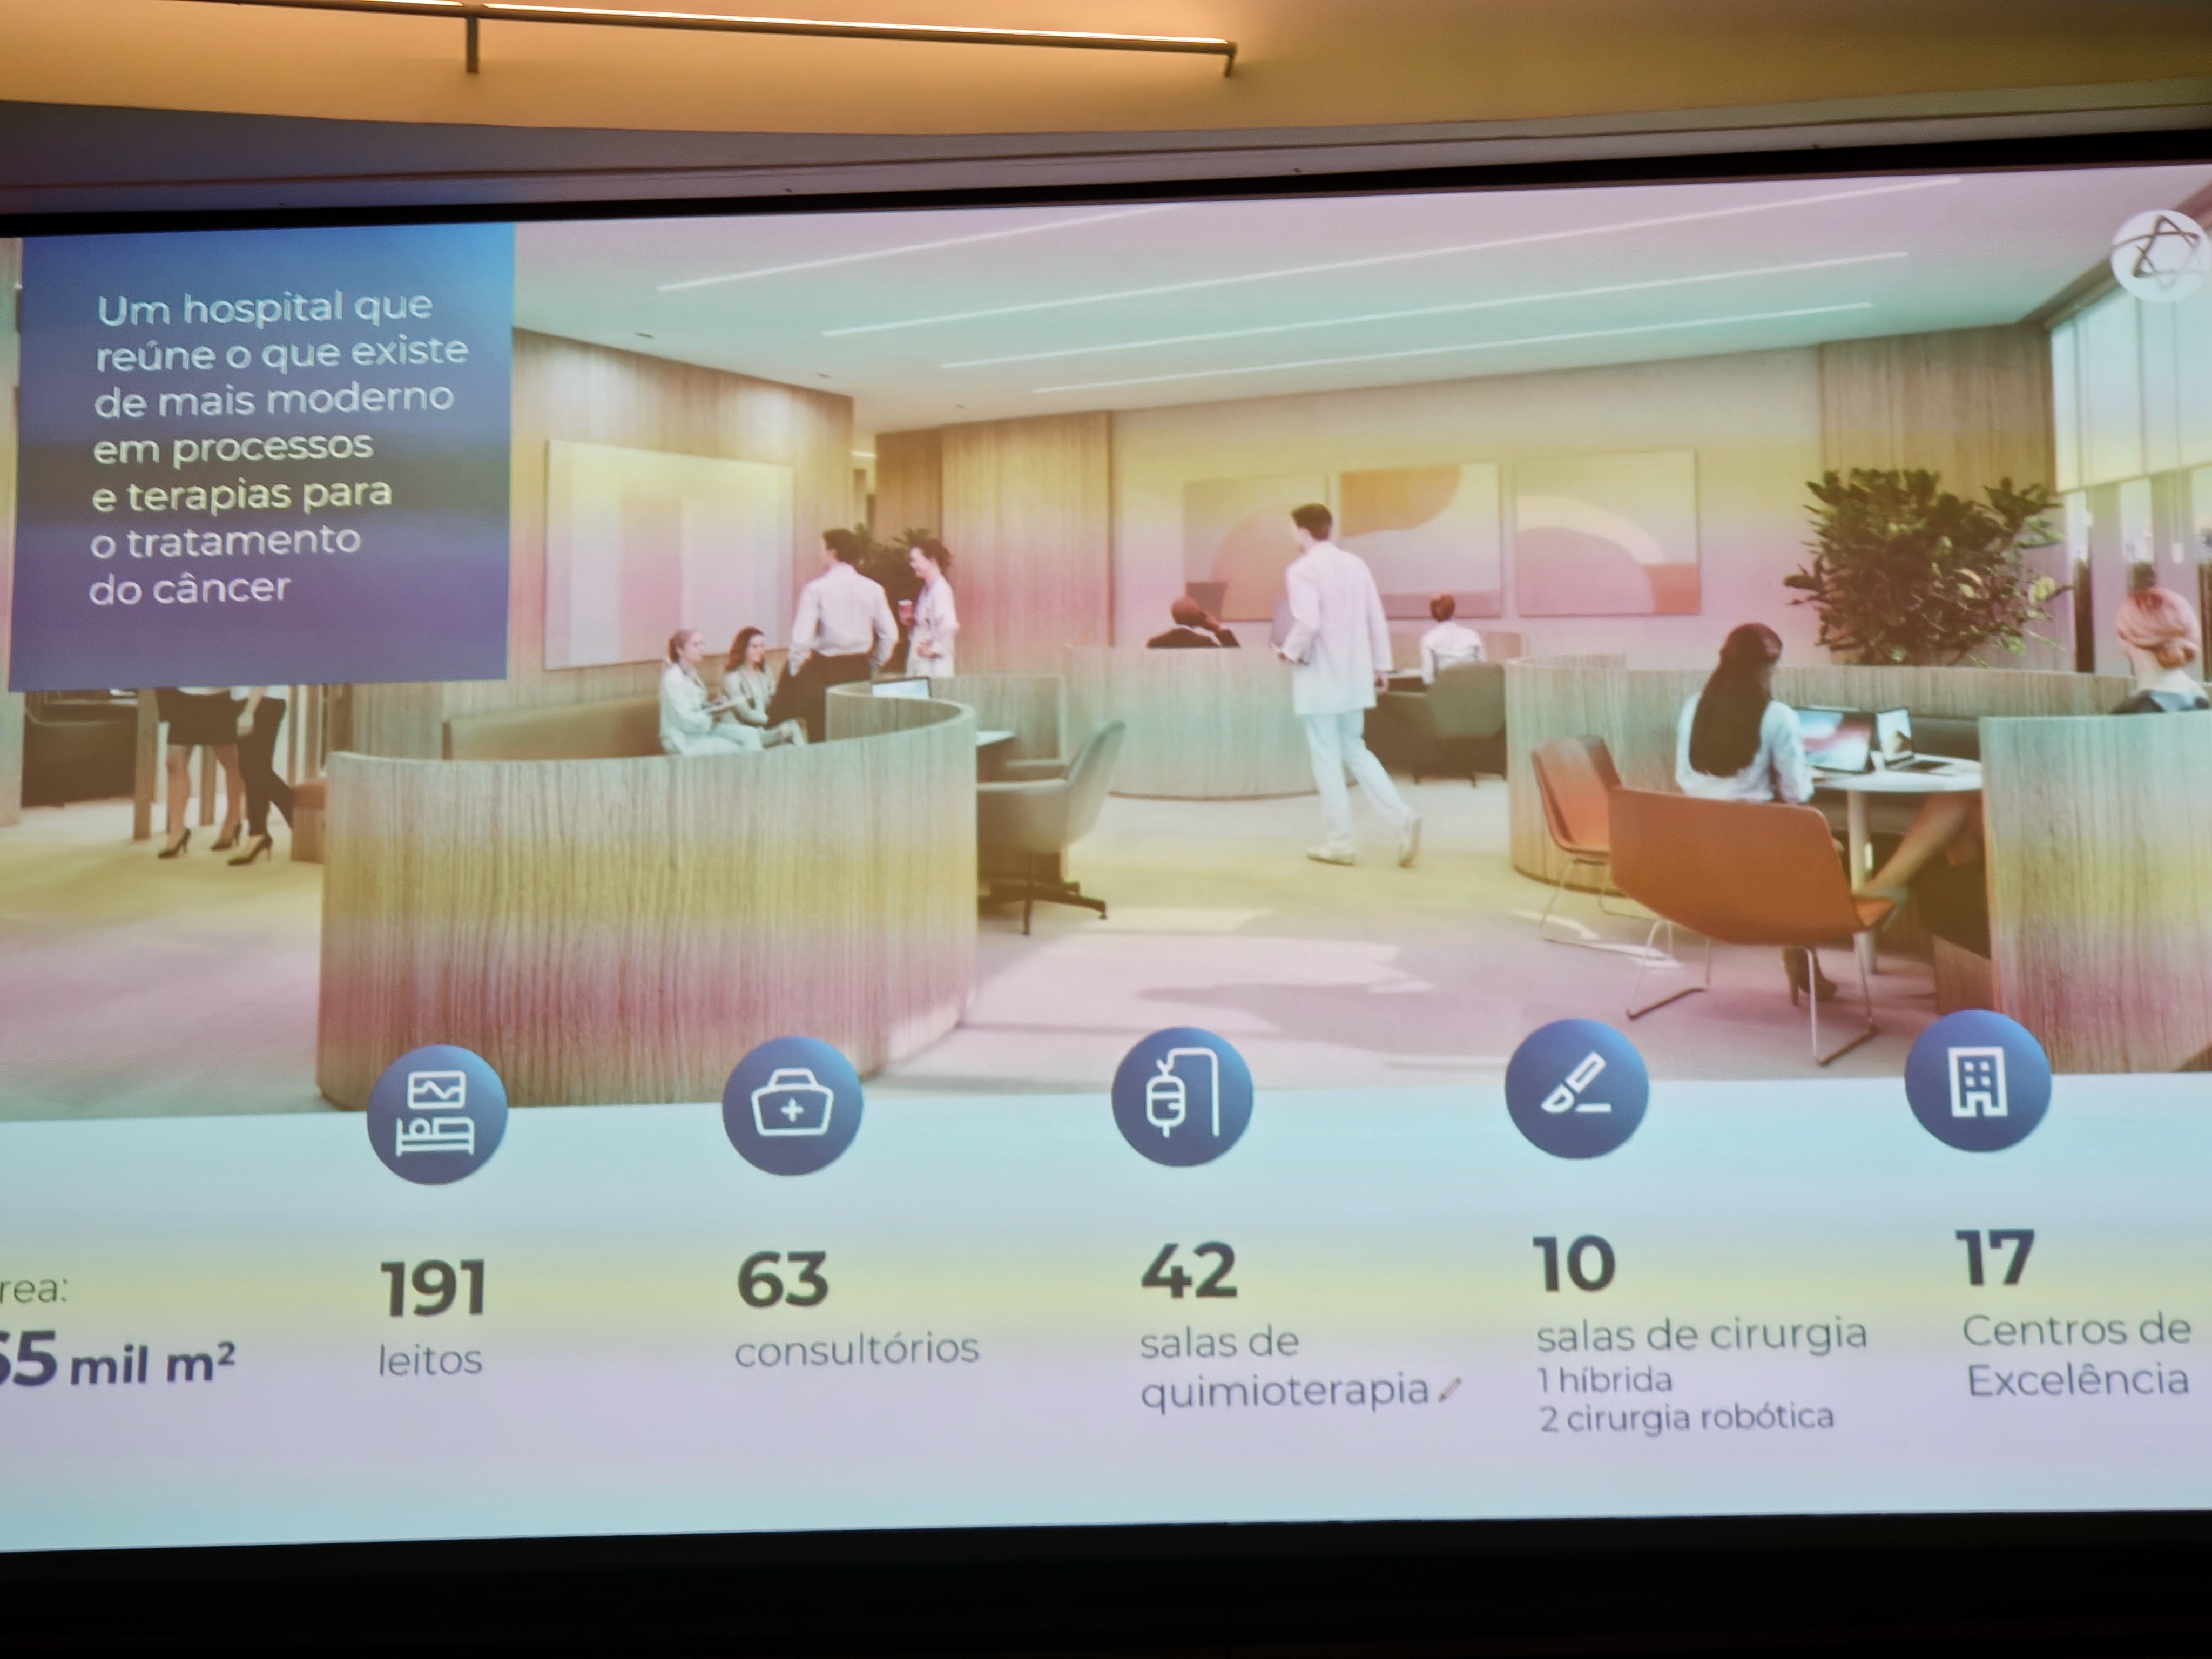 Um hospital que
reúne o que existe
de mais moderno
em processos
e terapias para
o tratamento
do câncer
mil m²
191
leitos
63
consultórios
42
salas de
quimioterapia
10
salas de cirurgia
1 híbrida
2 cirurgia robótica
17
Centros de
Excelência